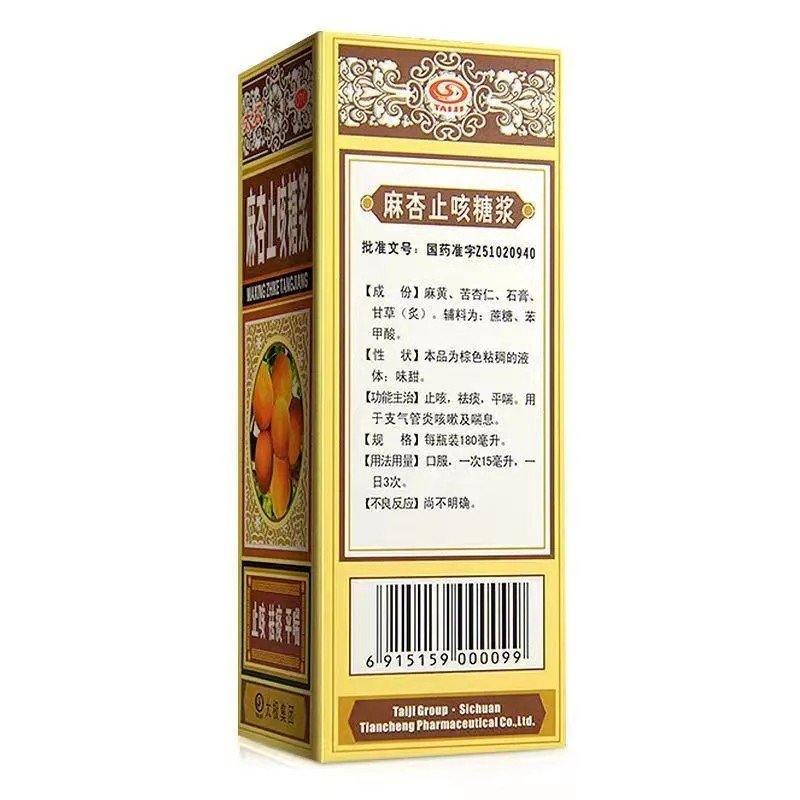 麻杏止咳糖浆
MAXING ZHIKE TANGJIANG
止咳 祛痰 平喘
TAIJI
太极集团
TAIJI
麻杏止咳糖浆
批准文号：国药准字Z51020940
【成 份】麻黄、苦杏仁、石膏、
甘草（炙）。辅料为：蔗糖、苯
甲酸。
【性 状】本品为棕色粘稠的液
体；味甜。
【功能主治】止咳，祛痰，平喘。用
于支气管炎咳嗽及喘息。
【规 格】每瓶装180毫升。
【用法用量】口服，一次15毫升，一
日3次。
【不良反应】尚不明确。
6 915159 000099
Taiji Group · Sichuan
Tiancheng Pharmaceutical Co.,Ltd.